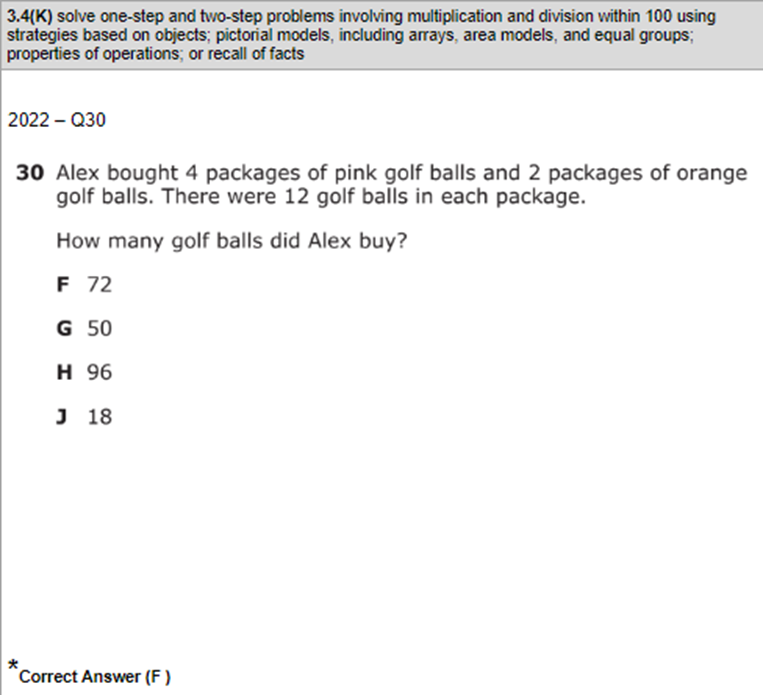 3.4(K) solve one-step and two-step problems involving multiplication and division within 100 using
strategies based on objects; pictorial models, including arrays, area models, and equal groups;
properties of operations; or recall of facts
2022 – Q30
30 Alex bought 4 packages of pink golf balls and 2 packages of orange
golf balls. There were 12 golf balls in each package.
How many golf balls did Alex buy?
F 72
G 50
H 96
J 18
*Correct Answer (F )